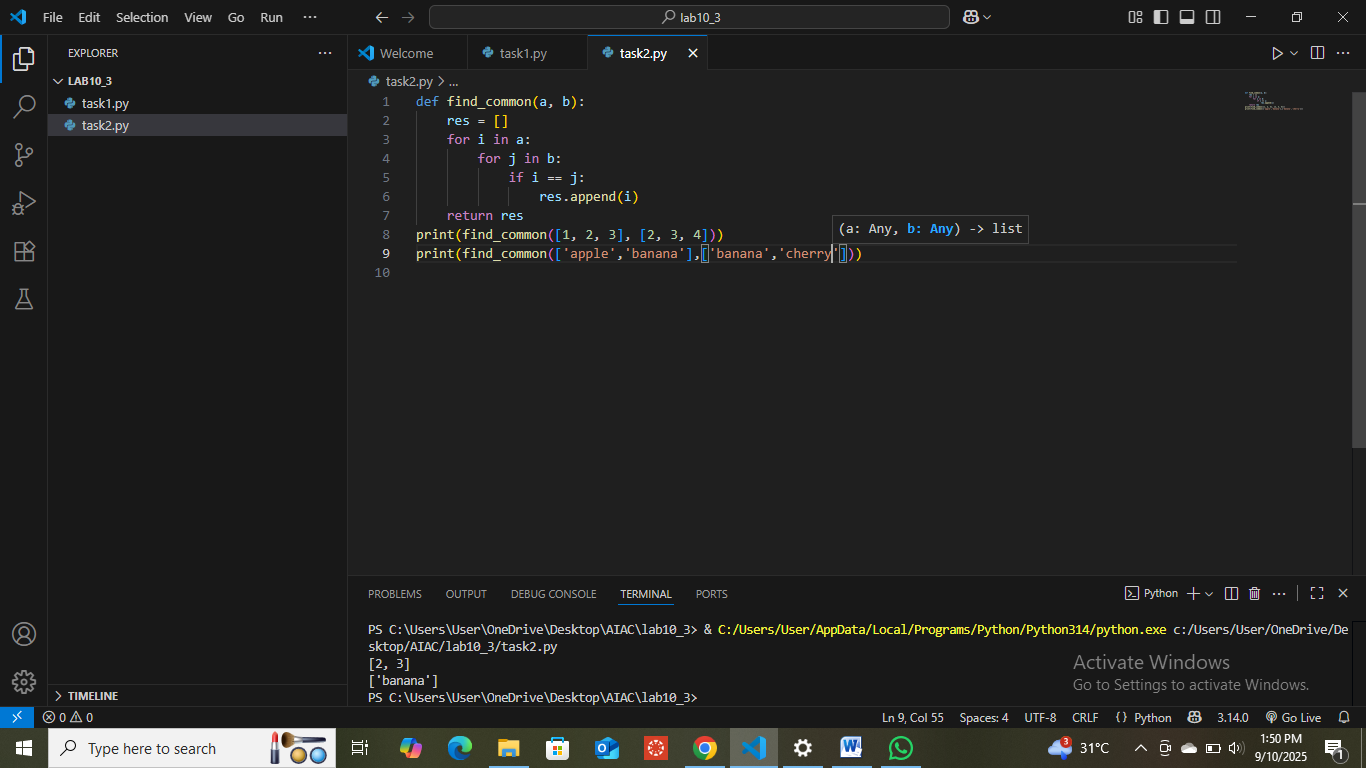 File Edit Selection View Go Run ··· lab10_3
EXPLORER ···
Welcome task1.py task2.py
LAB10_3
task1.py
task2.py
task2.py > ...
1 def find_common(a, b):
2 res = []
3 for i in a:
4 for j in b:
5 if i == j:
6 res.append(i)
7 return res
(a: Any, b: Any) -> list
8 print(find_common([1, 2, 3], [2, 3, 4]))
9 print(find_common(['apple','banana'],['banana','cherry']))
10
PROBLEMS OUTPUT DEBUG CONSOLE TERMINAL PORTS Python
PS C:\Users\User\OneDrive\Desktop\AIAC\lab10_3> & C:/Users/User/AppData/Local/Programs/Python/Python314/python.exe c:/Users/User/OneDrive/De
sktop/AIAC/lab10_3/task2.py
[2, 3]
['banana']
PS C:\Users\User\OneDrive\Desktop\AIAC\lab10_3>
Activate Windows
Go to Settings to activate Windows.
TIMELINE
0 0 Ln 9, Col 55 Spaces: 4 UTF-8 CRLF {} Python 3.14.0 Go Live
Type here to search 3 31°C 1:50 PM
9/10/2025 1